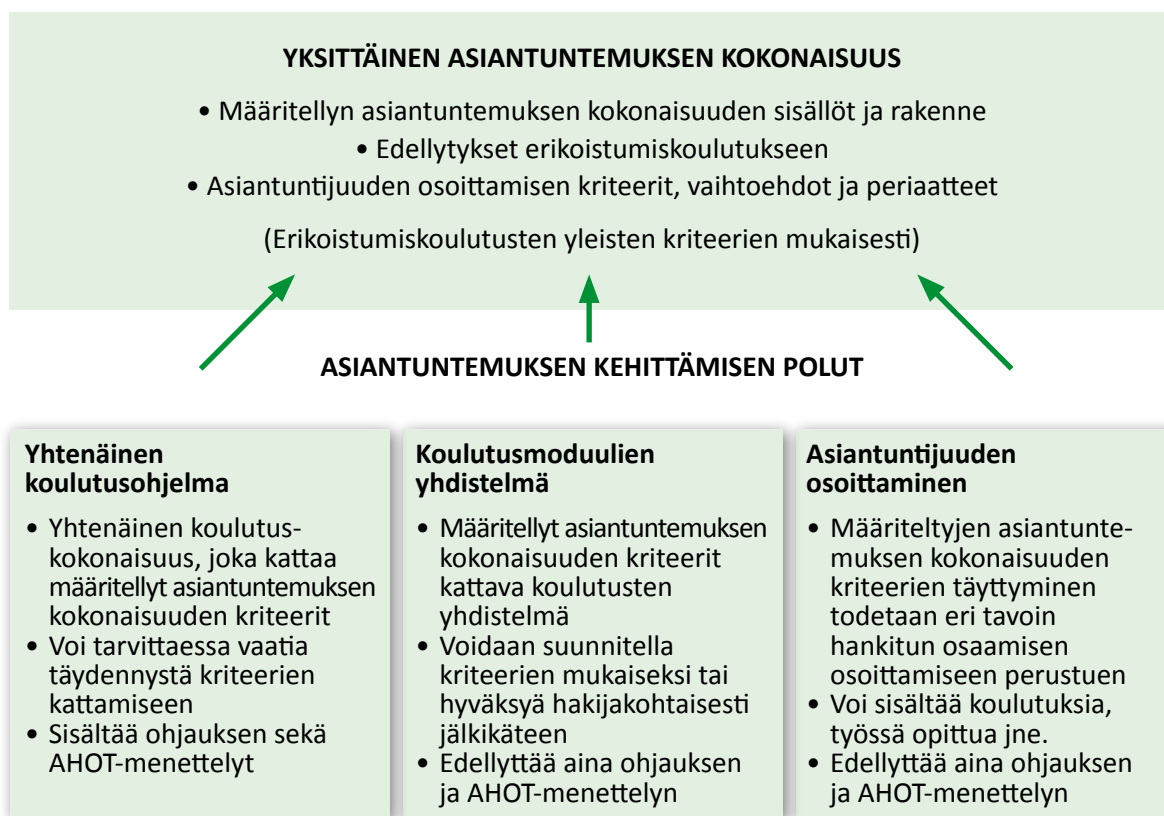 YKSITTÄINEN ASIANTUNTEMUKSEN KOKONAISUUS
• Määritellyn asiantuntemuksen kokonaisuuden sisällöt ja rakenne
• Edellytykset erikoistumiskoulutukseen
• Asiantuntijuuden osoittamisen kriteerit, vaihtoehdot ja periaatteet
(Erikoistumiskoulutusten yleisten kriteerien mukaisesti)
ASIANTUNTEMUKSEN KEHITTÄMISEN POLUT
Yhtenäinen
koulutusohjelma
• Yhtenäinen koulutus-
kokonaisuus, joka kattaa
määritellyt asiantuntemuksen
kokonaisuuden kriteerit
• Voi tarvittaessa vaatia
täydennystä kriteerien
kattamiseen
• Sisältää ohjauksen sekä
AHOT-menettelyt
Koulutusmoduulien
yhdistelmä
• Määritellyt asiantuntemuksen
kokonaisuuden kriteerit
kattava koulutusten
yhdistelmä
• Voidaan suunnitella
kriteerien mukaiseksi tai
hyväksyä hakijakohtaisesti
jälkikäteen
• Edellyttää aina ohjauksen
ja AHOT-menettelyn
Asiantuntijuuden
osoittaminen
• Määriteltyjen asiantunte-
muksen kokonaisuuden
kriteerien täyttyminen
todetaan eri tavoin
hankitun osaamisen
osoittamiseen perustuen
• Voi sisältää koulutuksia,
työssä opittua jne.
• Edellyttää aina ohjauksen
ja AHOT-menettelyn